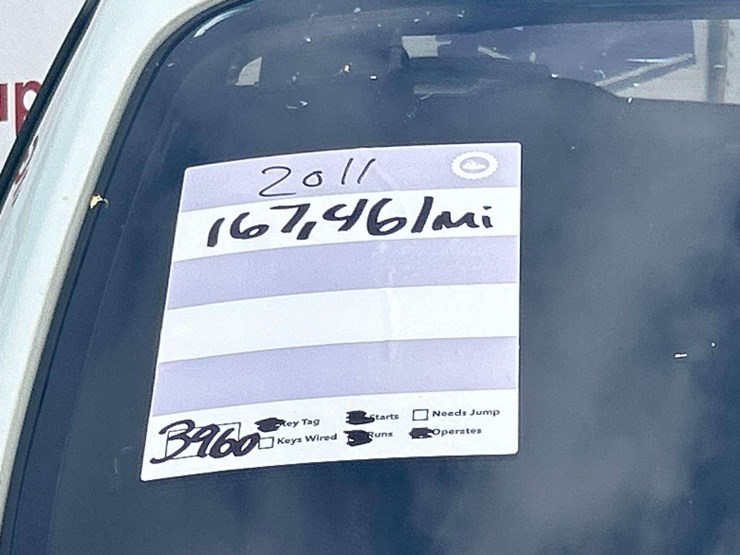 2011
167,461mi
Key Tag Starts Needs Jump
3960 Keys Wired Runs Operates